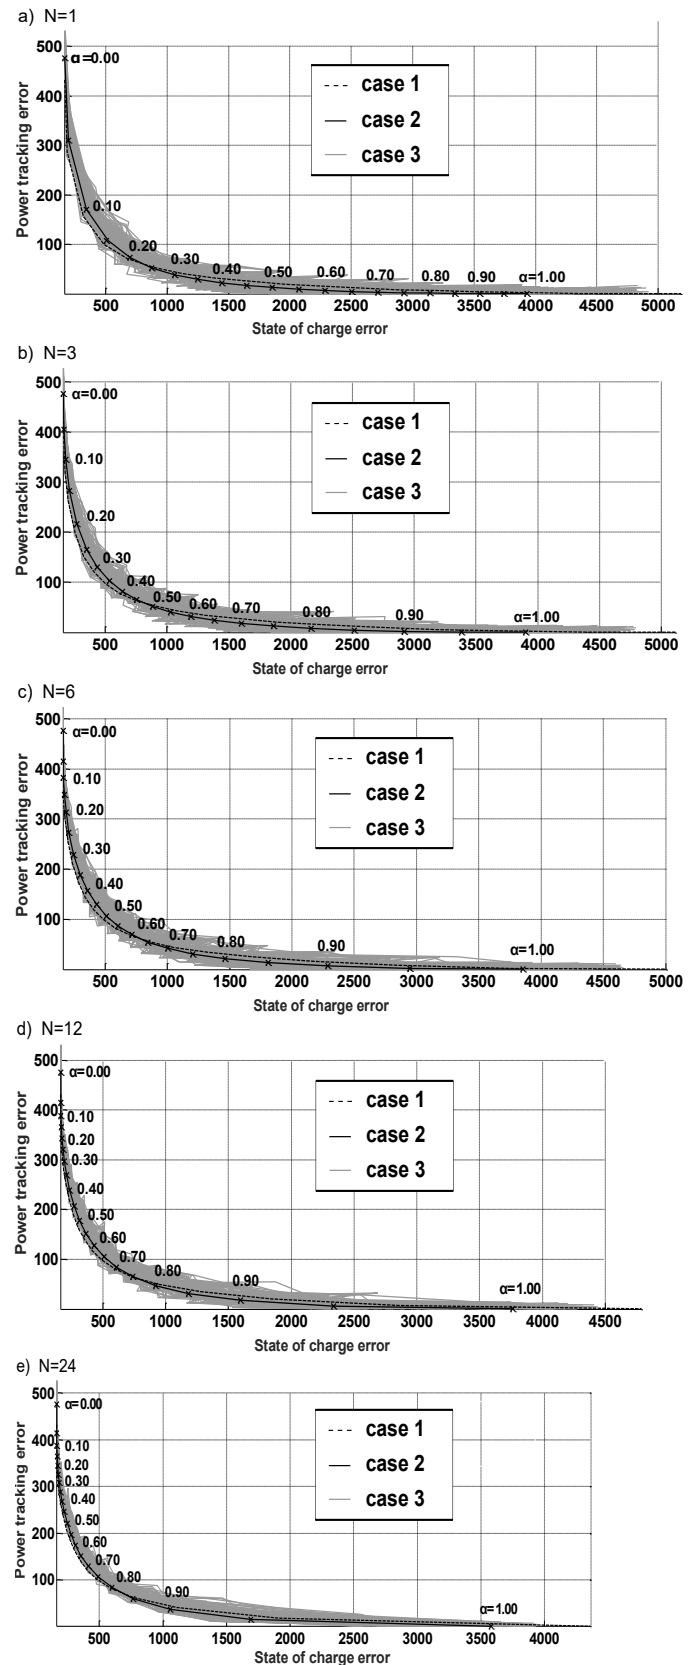 a) N=1
500
400
300
200
100
Power tracking error
α=0.00
0.10
0.20
0.30
0.40
0.50
0.60
0.70
0.80
0.90
α=1.00
case 1
case 2
case 3
500
1000
1500
2000
2500
3000
3500
4000
4500
5000
State of charge error
b) N=3
500
400
300
200
100
Power tracking error
α=0.00
0.10
0.20
0.30
0.40
0.50
0.60
0.70
0.80
0.90
α=1.00
case 1
case 2
case 3
500
1000
1500
2000
2500
3000
3500
4000
4500
5000
State of charge error
c) N=6
500
400
300
200
100
Power tracking error
α=0.00
0.10
0.20
0.30
0.40
0.50
0.60
0.70
0.80
0.90
α=1.00
case 1
case 2
case 3
500
1000
1500
2000
2500
3000
3500
4000
4500
5000
State of charge error
d) N=12
500
400
300
200
100
Power tracking error
α=0.00
0.10
0.20
0.30
0.40
0.50
0.60
0.70
0.80
0.90
α=1.00
case 1
case 2
case 3
500
1000
1500
2000
2500
3000
3500
4000
4500
State of charge error
e) N=24
500
400
300
200
100
Power tracking error
α=0.00
0.10
0.20
0.30
0.40
0.50
0.60
0.70
0.80
0.90
α=1.00
case 1
case 2
case 3
500
1000
1500
2000
2500
3000
3500
4000
State of charge error